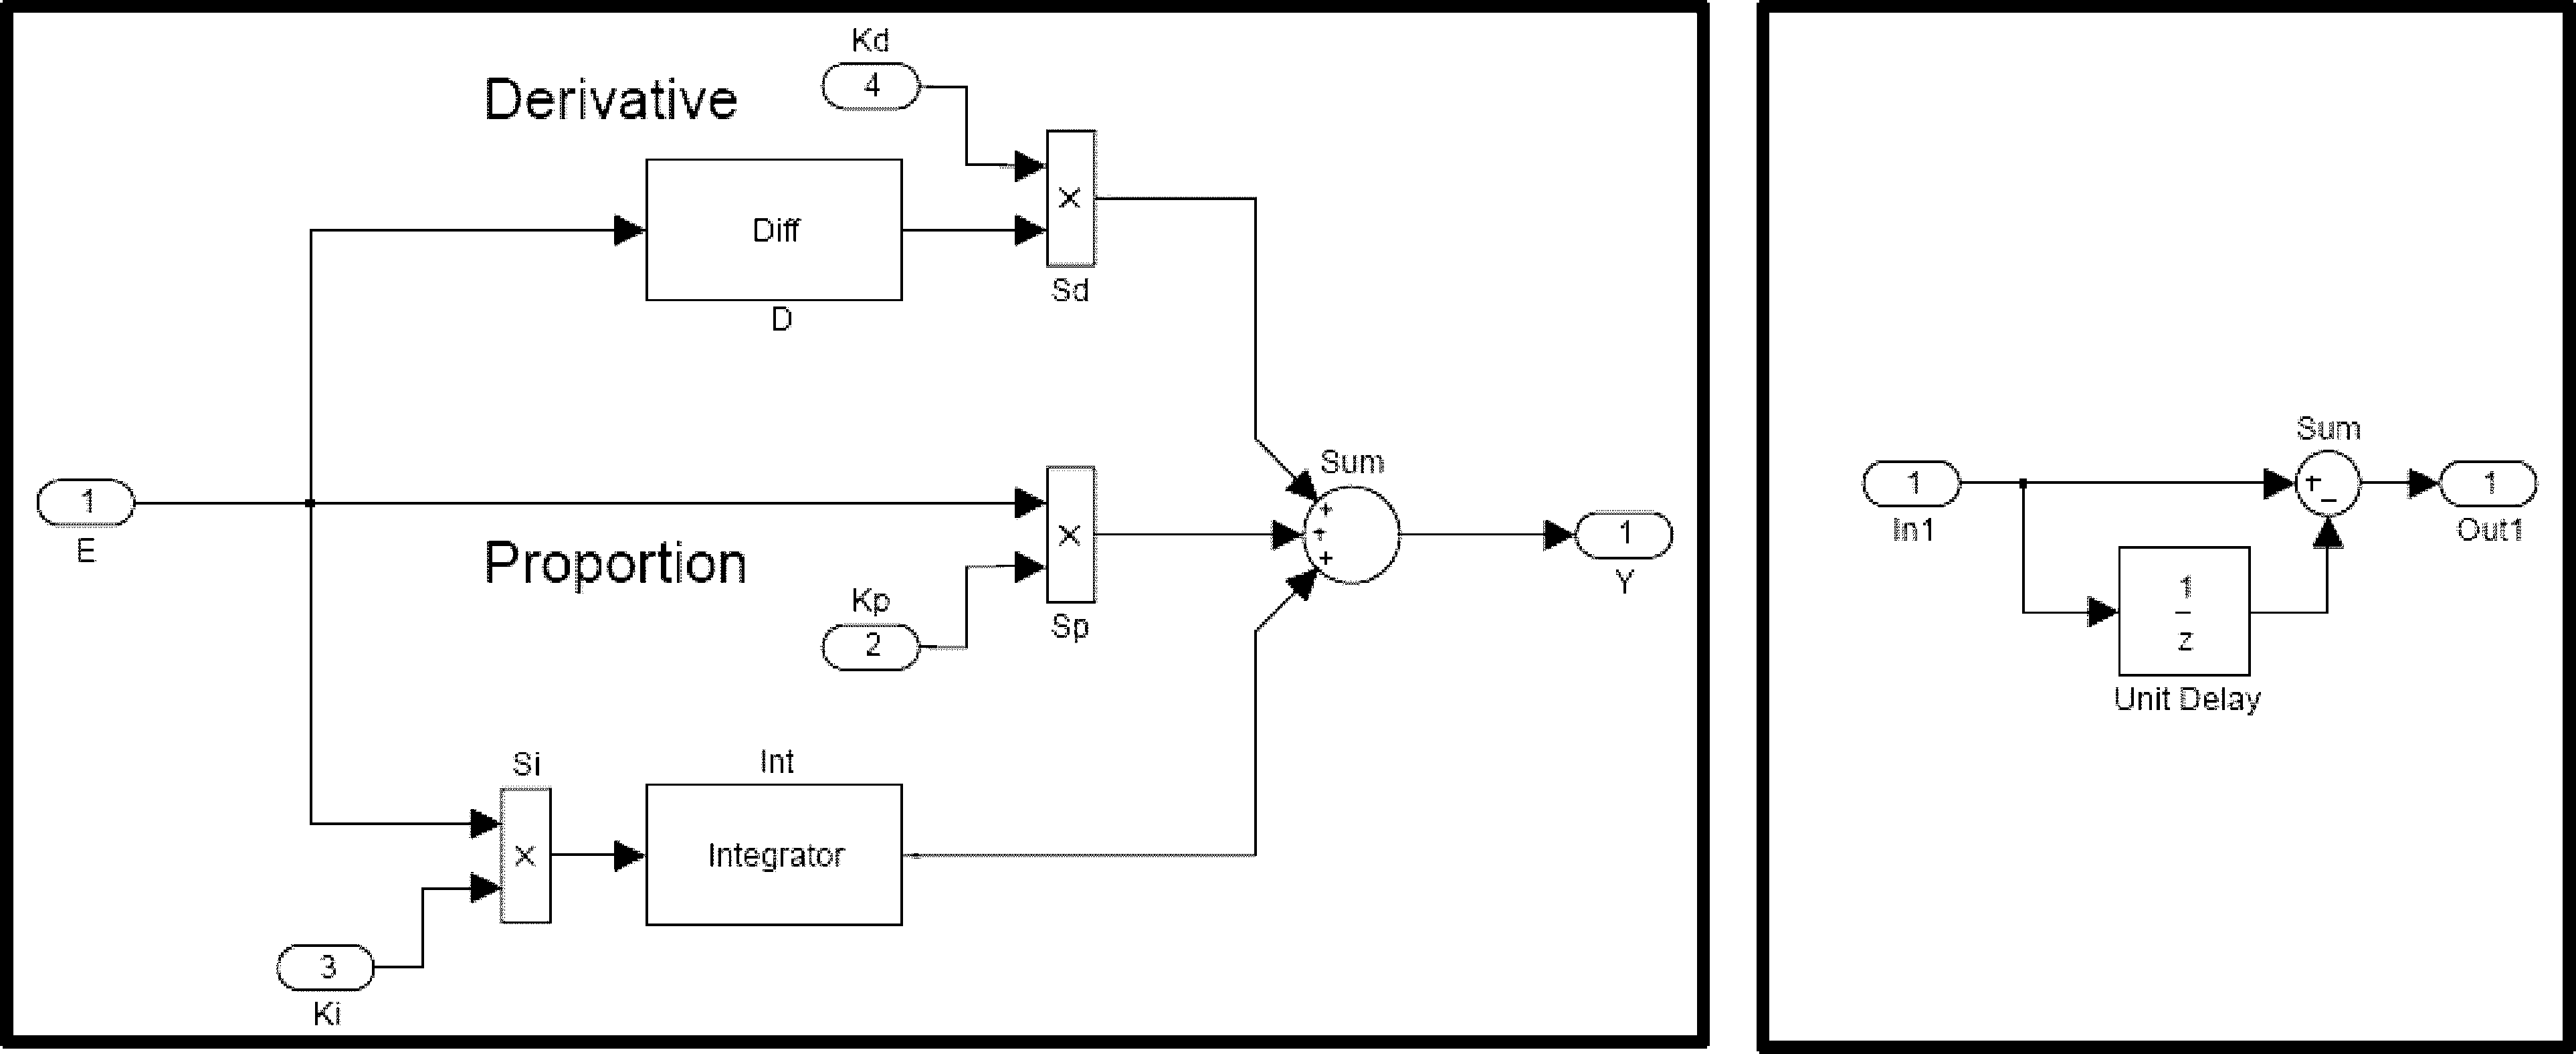 Kd
4
Derivative
×
Diff
Sd
D
1
E
Proportion
×
Sp
Kp
2
Sum
+
+
+
1
Y
Si
×
Int
Integrator
3
Ki
1
In1
Sum
+
−
1
Out1
1
z
Unit Delay